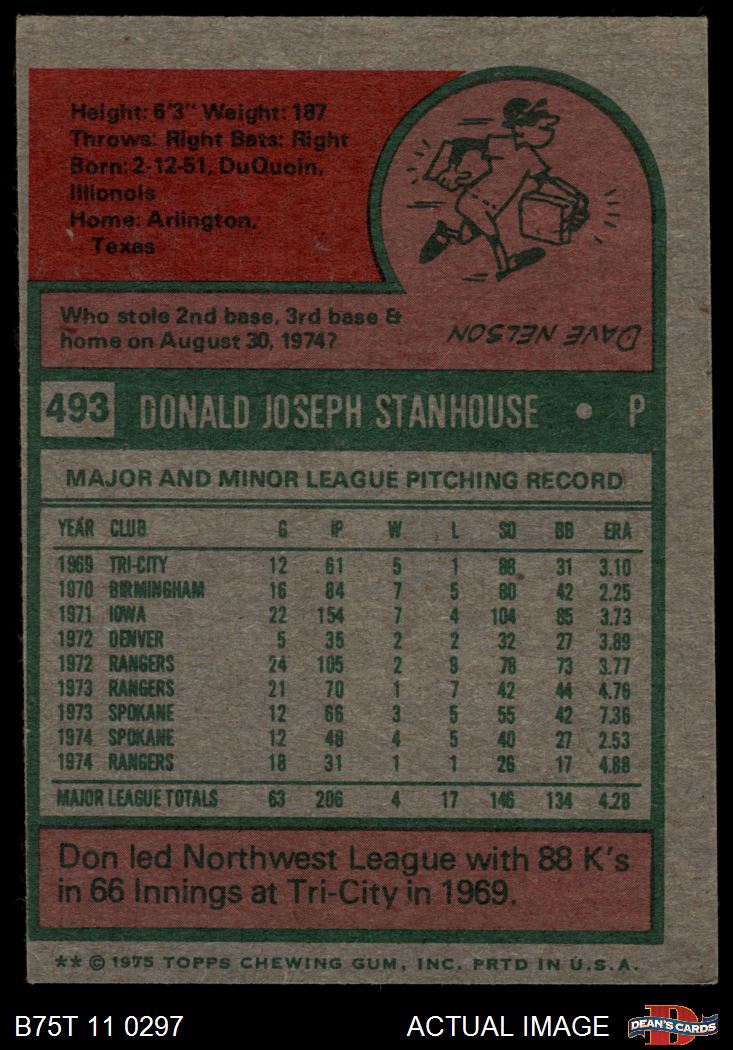 Height: 6'3" Weight: 187
Throws: Right Bats: Right
Born: 2-12-51, DuQuoin,
Illionois
Home: Arlington,
Texas
Who stole 2nd base, 3rd base &
home on August 30, 1974?
DAVE NELSON
493 DONALD JOSEPH STANHOUSE • P
MAJOR AND MINOR LEAGUE PITCHING RECORD
YEAR CLUB G IP W L SO BB ERA
1969 TRI-CITY 12 61 5 1 88 31 3.10
1970 BIRMINGHAM 16 84 7 5 80 42 2.25
1971 IOWA 22 154 7 4 104 85 3.73
1972 DENVER 5 35 2 2 32 27 3.89
1972 RANGERS 24 105 2 9 78 73 3.77
1973 RANGERS 21 70 1 7 42 44 4.76
1973 SPOKANE 12 66 3 5 55 42 7.36
1974 SPOKANE 12 48 4 5 40 27 2.53
1974 RANGERS 18 31 1 1 26 17 4.88
MAJOR LEAGUE TOTALS 63 206 4 17 146 134 4.28
Don led Northwest League with 88 K's
in 66 Innings at Tri-City in 1969.
** © 1975 TOPPS CHEWING GUM, INC. PRTD IN U.S.A.
B75T 11 0297 ACTUAL IMAGE DEAN'S CARDS